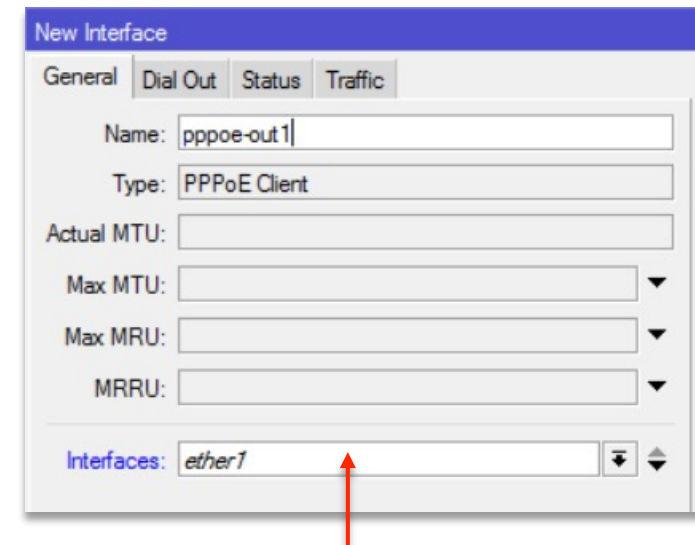 New Interface
General Dial Out Status Traffic
Name: pppoe-out1
Type: PPPoE Client
Actual MTU:
Max MTU:
Max MRU:
MRRU:
Interfaces: ether1